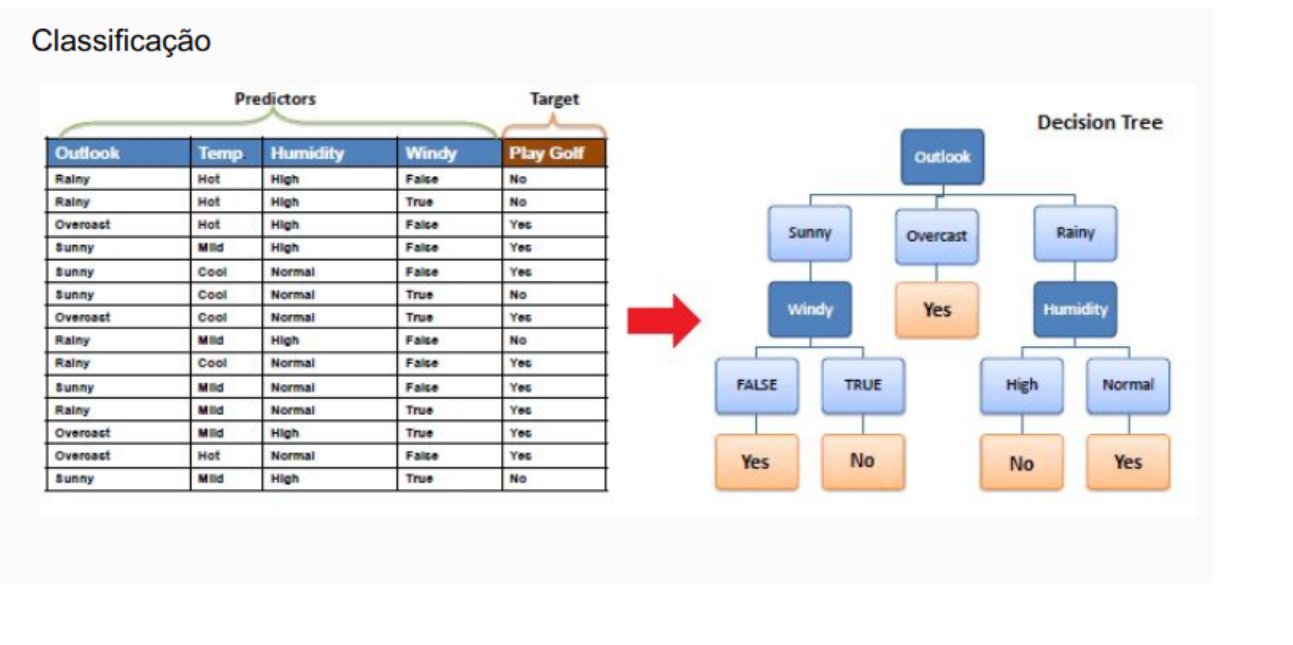 Classificação
Predictors Target
Outlook Temp. Humidity Windy Play Golf
Rainy Hot High False No
Rainy Hot High True No
Overcast Hot High False Yes
Sunny Mild High False Yes
Sunny Cool Normal False Yes
Sunny Cool Normal True No
Overcast Cool Normal True Yes
Rainy Mild High False No
Rainy Cool Normal False Yes
Sunny Mild Normal False Yes
Rainy Mild Normal True Yes
Overcast Mild High True Yes
Overcast Hot Normal False Yes
Sunny Mild High True No
Decision Tree
Outlook
Sunny Overcast Rainy
Windy Yes Humidity
FALSE TRUE High Normal
Yes No No Yes